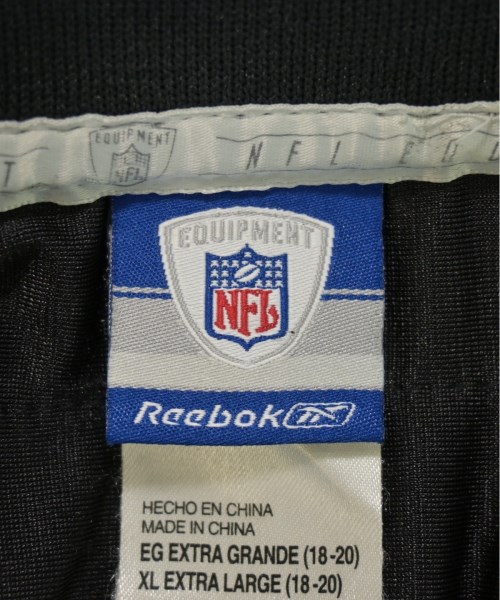 T EQUIPMENT NFL NFL
EQUIPMENT
NFL
Reebok
HECHO EN CHINA
MADE IN CHINA
EG EXTRA GRANDE (18-20)
XL EXTRA LARGE (18-20)